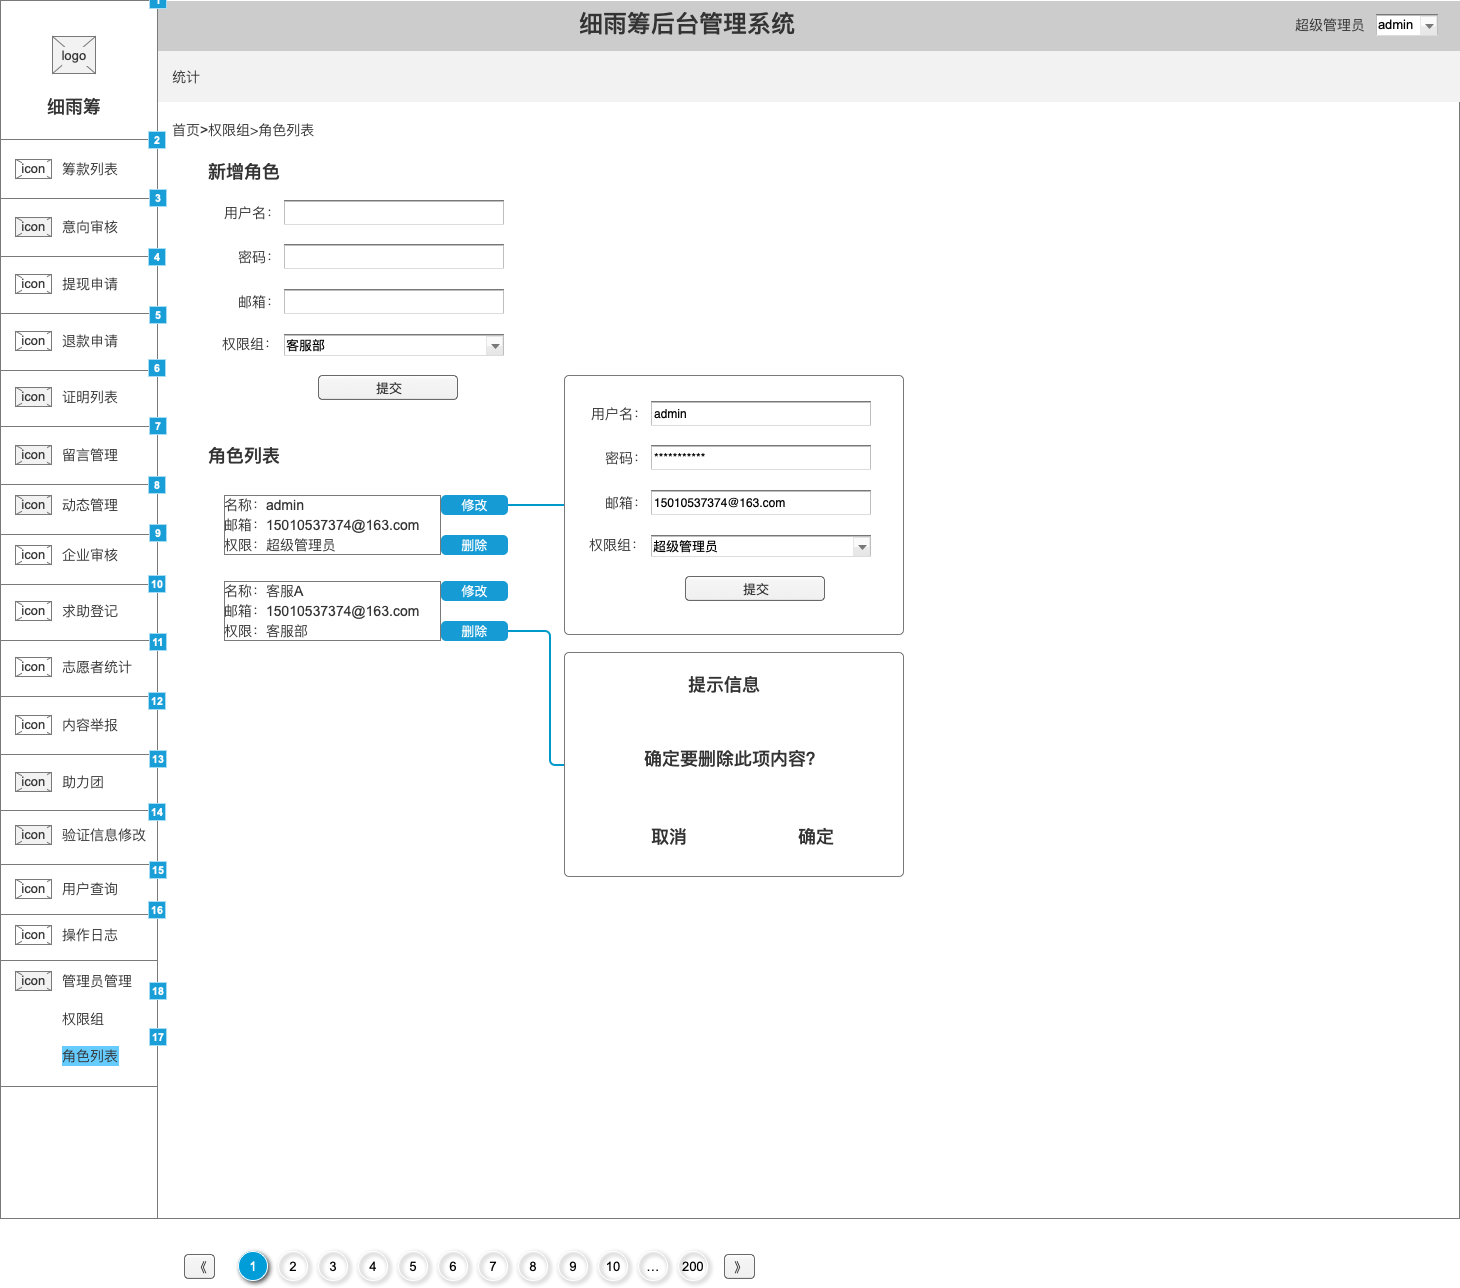 细雨筹后台管理系统
超级管理员 admin
统计
logo
细雨筹
1
2
icon 筹款列表
3
icon 意向审核
4
icon 提现申请
5
icon 退款申请
6
icon 证明列表
7
icon 留言管理
8
icon 动态管理
9
icon 企业审核
10
icon 求助登记
11
icon 志愿者统计
12
icon 内容举报
13
icon 助力团
14
icon 验证信息修改
15
icon 用户查询
16
icon 操作日志
icon 管理员管理
18
权限组
17
角色列表
首页>权限组>角色列表
新增角色
用户名：
密码：
邮箱：
权限组： 客服部
提交
角色列表
名称：admin 修改
邮箱：15010537374@163.com
权限：超级管理员 删除
名称：客服A 修改
邮箱：15010537374@163.com
权限：客服部 删除
用户名： admin
密码： ***********
邮箱： 15010537374@163.com
权限组： 超级管理员
提交
提示信息
确定要删除此项内容?
取消 确定
《 1 2 3 4 5 6 7 8 9 10 ... 200 》